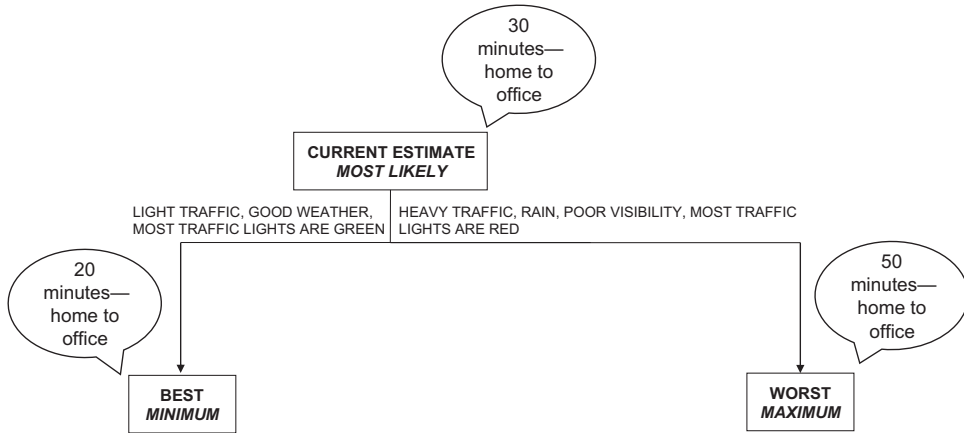 30
minutes—
home to
office
CURRENT ESTIMATE
MOST LIKELY
LIGHT TRAFFIC, GOOD WEATHER,
MOST TRAFFIC LIGHTS ARE GREEN
HEAVY TRAFFIC, RAIN, POOR VISIBILITY, MOST TRAFFIC
LIGHTS ARE RED
20
minutes—
home to
office
50
minutes—
home to
office
BEST
MINIMUM
WORST
MAXIMUM